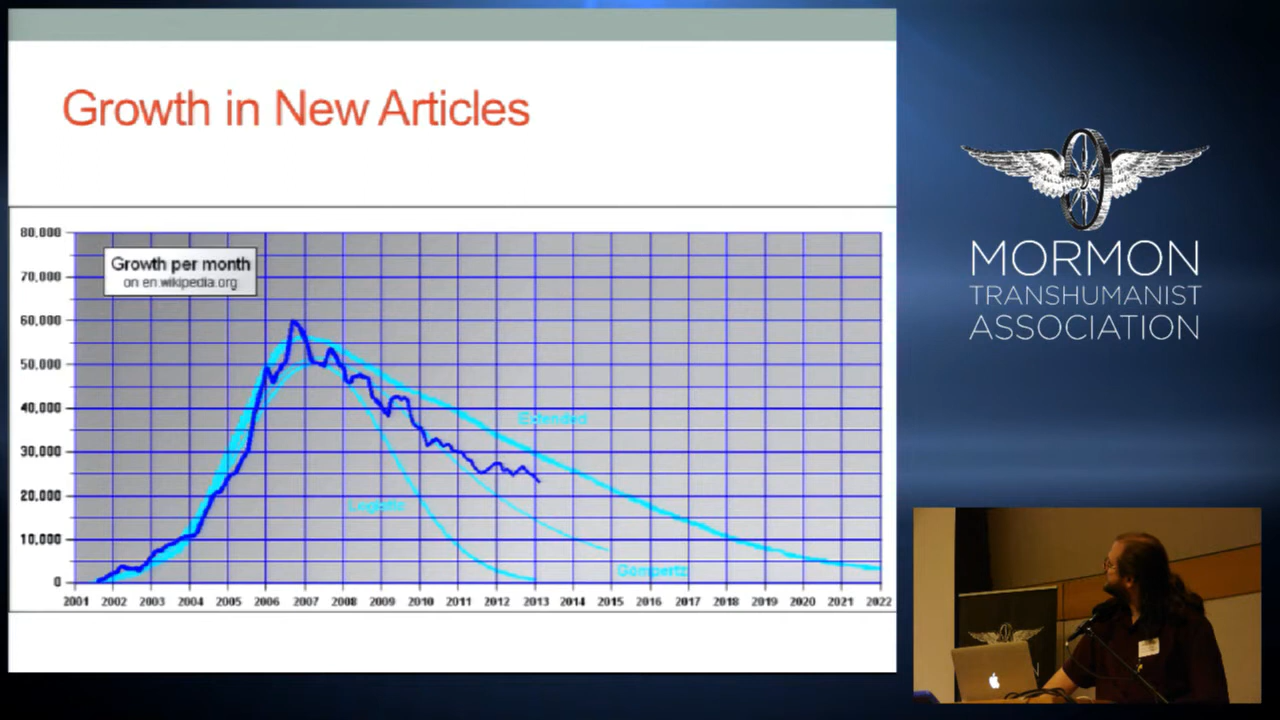 Growth in New Articles
80,000
70,000
60,000
50,000
40,000
30,000
20,000
10,000
0
Growth per month
on en.wikipedia.org
Extended
Logistic
Gompertz
2001 2002 2003 2004 2005 2006 2007 2008 2009 2010 2011 2012 2013 2014 2015 2016 2017 2018 2019 2020 2021 2022
MORMON
TRANSHUMANIST
ASSOCIATION